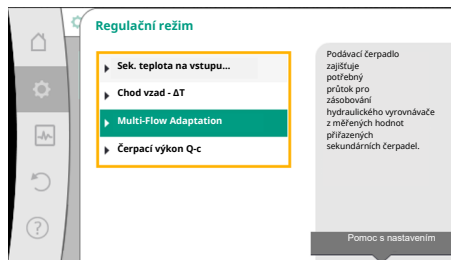 Regulační režim
Sek. teplota na vstupu...
Chod vzad - ΔT
Multi-Flow Adaptation
Čerpací výkon Q-c
Podávací čerpadlo
zajišťuje
potřebný
průtok pro
zásobování
hydraulického vyrovnávače
z měřených hodnot
přiřazených
sekundárních čerpadel.
Pomoc s nastavením